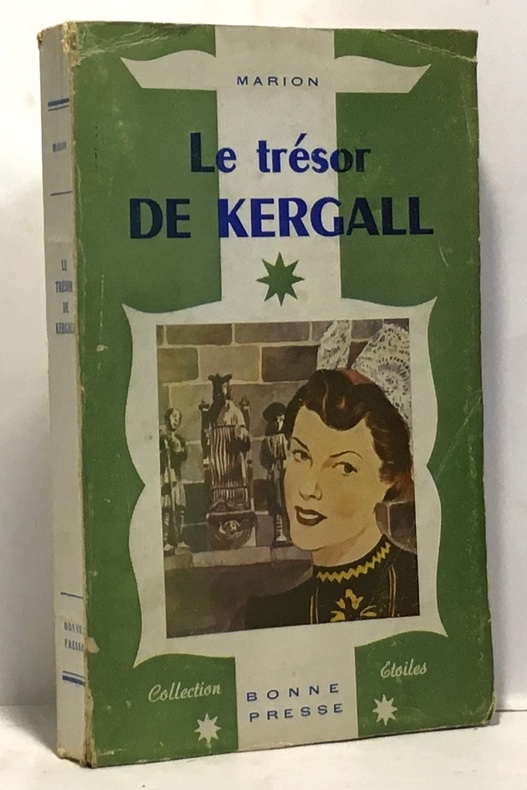 MARION
Le trésor
DE KERGALL
Collection
Etoiles
BONNE
PRESSE
MARION
LE
TRÉSOR
DE
KERGALL
BONNE
PRESSE